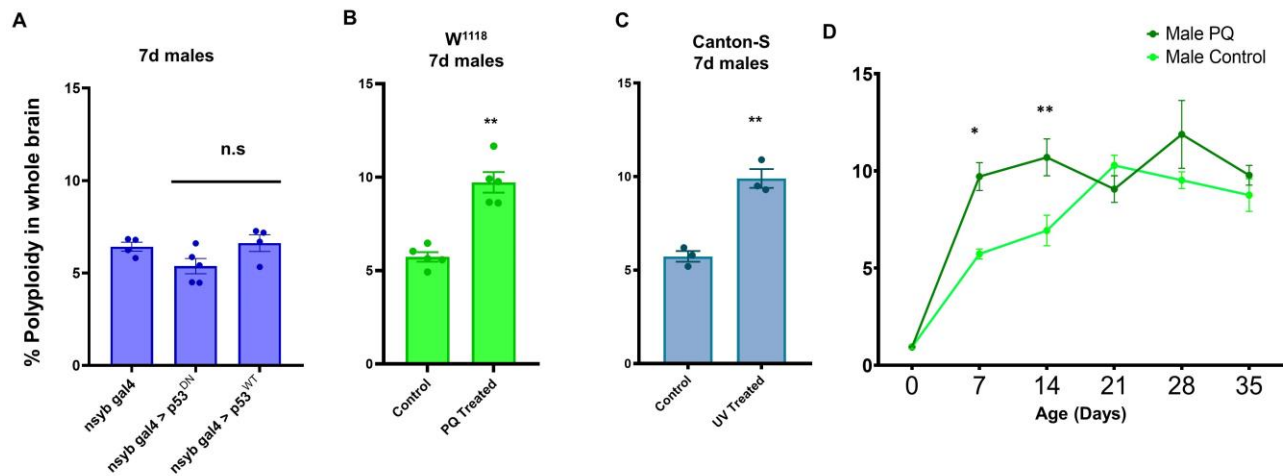 A
7d males
% Polyploidy in whole brain
15
10
5
0
n.s
nsyb gal4
nsyb gal4 > p53DN
nsyb gal4 > p53WT
B
W1118
7d males
15
10
5
0
**
Control
PQ Treated
C
Canton-S
7d males
15
10
5
0
**
Control
UV Treated
D
Male PQ
Male Control
15
10
5
0
*
**
0 7 14 21 28 35
Age (Days)